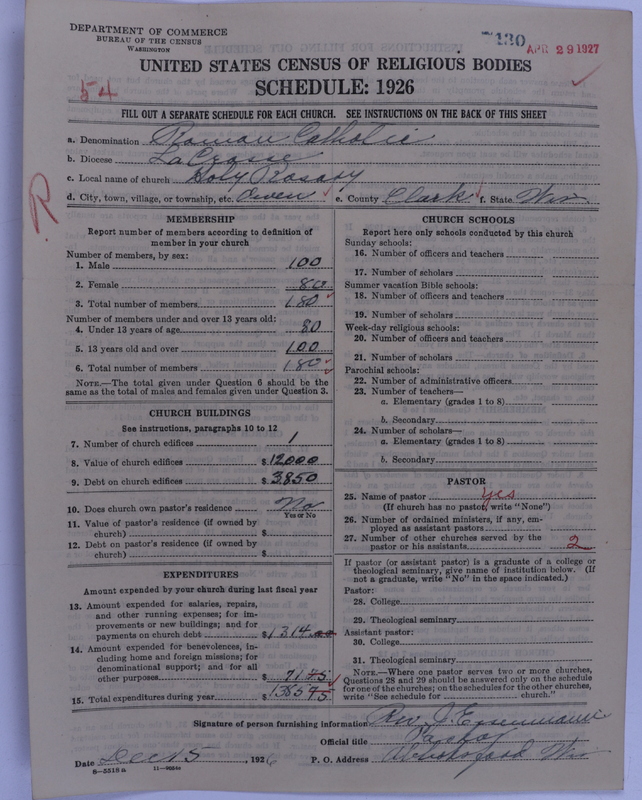 DEPARTMENT OF COMMERCE
BUREAU OF THE CENSUS
WASHINGTON
APR 29 1927
UNITED STATES CENSUS OF RELIGIOUS BODIES
SCHEDULE: 1926
54
FILL OUT A SEPARATE SCHEDULE FOR EACH CHURCH. SEE INSTRUCTIONS ON THE BACK OF THIS SHEET
a. Denomination Roman Catholic
b. Diocese La Crosse
c. Local name of church Holy Rosary
d. City, town, village, or township, etc. Owen e. County Clark f. State Wis
R
MEMBERSHIP
Report number of members according to definition of
member in your church
Number of members, by sex:
1. Male 100
2. Female 80
3. Total number of members 180
Number of members under and over 13 years old:
4. Under 13 years of age 80
5. 13 years old and over 100
6. Total number of members 180
NOTE.—The total given under Question 6 should be
same as the total of males and females given under Question 3.
CHURCH BUILDINGS
See instructions, paragraphs 10 to 12
7. Number of church edifices 1
8. Value of church edifices $12000
9. Debt on church edifices $3850
10. Does church own pastor's residence No
Yes or No
11. Value of pastor's residence (if owned by
church) $
12. Debt on pastor's residence (if owned by
church) $
EXPENDITURES
Amount expended by your church during last fiscal year
13. Amount expended for salaries, repairs,
and other running expenses; for im-
provements or new buildings; and for
payments on church debt $1314.00
14. Amount expended for benevolences, in-
cluding home and foreign missions; for
denominational support; and for all
other purposes $ 7175
15. Total expenditures during year $138575
CHURCH SCHOOLS
Report here only schools conducted by this church
Sunday schools:
16. Number of officers and teachers
17. Number of scholars
Summer vacation Bible schools:
18. Number of officers and teachers
19. Number of scholars
Week-day religious schools:
20. Number of officers and teachers
21. Number of scholars
Parochial schools:
22. Number of administrative officers
23. Number of teachers—
a. Elementary (grades 1 to 8)
b. Secondary
24. Number of scholars—
a. Elementary (grades 1 to 8)
b. Secondary
PASTOR
25. Name of pastor yes
(If church has no pastor, write "None")
26. Number of ordained ministers, if any, em-
ployed as assistant pastors
27. Number of other churches served by the
pastor or his assistants 2
If pastor (or assistant pastor) is a graduate of a college or
theological seminary, give name of institution below. (If
not a graduate, write "No" in the space indicated.)
Pastor:
28. College
29. Theological seminary
Assistant pastor:
30. College
31. Theological seminary
NOTE.—Where one pastor serves two or more churches,
Questions 28 and 29 should be answered only on the schedule
for one of the churches; on the schedules for the other churches,
write "See schedule for church."
Signature of person furnishing information Rev. J.
Official title Pastor
Date Dec 15, 1926 P. O. Address Abbotsford Wis
8-5518a